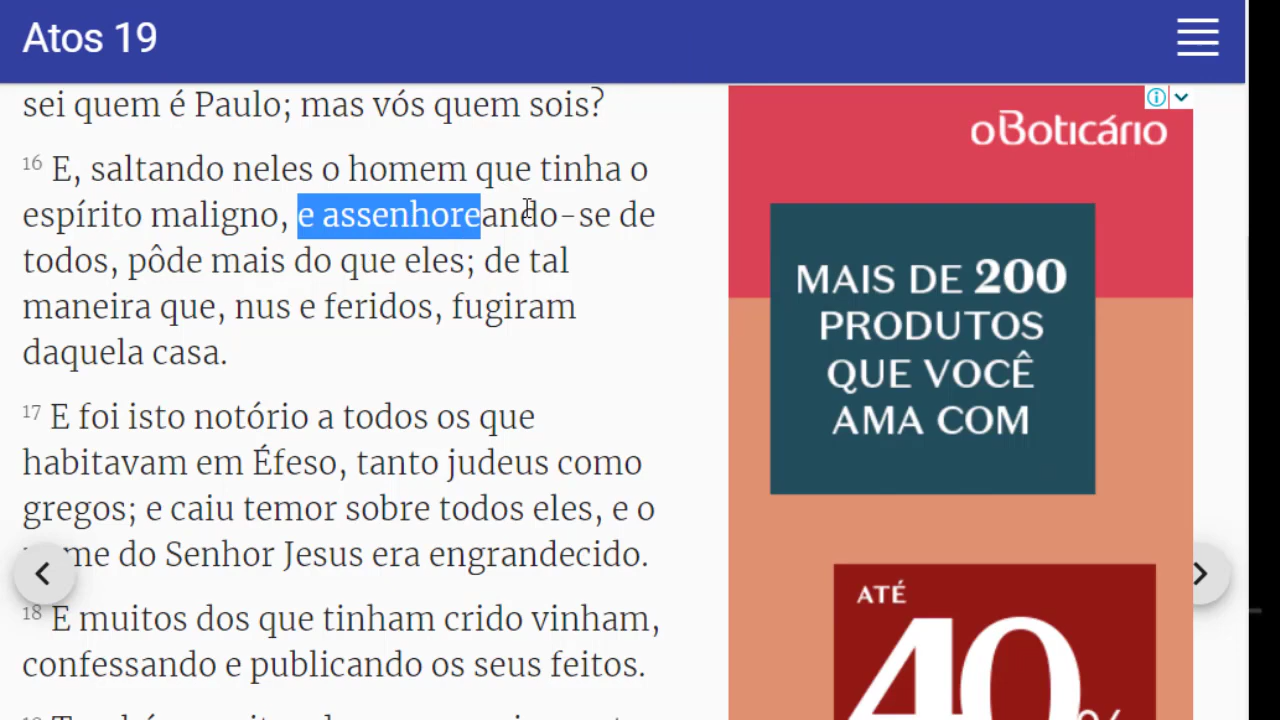 Atos 19
sei quem é Paulo; mas vós quem sois?
16 E, saltando neles o homem que tinha o
espírito maligno, e assenhoreando-se de
todos, pôde mais do que eles; de tal
maneira que, nus e feridos, fugiram
daquela casa.
17 E foi isto notório a todos os que
habitavam em Éfeso, tanto judeus como
gregos; e caiu temor sobre todos eles, e o
do Senhor Jesus era engrandecido.
18 E muitos dos que tinham crido vinham,
confessando e publicando os seus feitos.
oBoticário
MAIS DE 200
PRODUTOS
QUE VOCÊ
AMA COM
ATÉ
40%